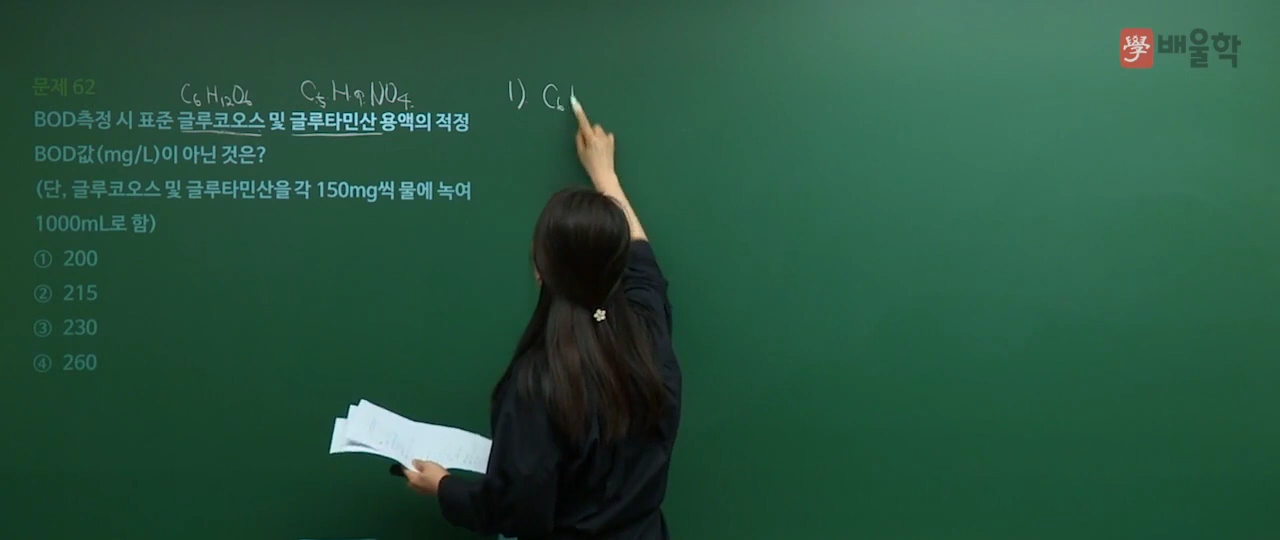 學 배울학
문제 62
C6H12O6 C5H9NO4
BOD측정 시 표준 글루코오스 및 글루타민산 용액의 적정
BOD값(mg/L)이 아닌 것은?
(단, 글루코오스 및 글루타민산을 각 150mg씩 물에 녹여
1000mL로 함)
① 200
② 215
③ 230
④ 260
1) C6